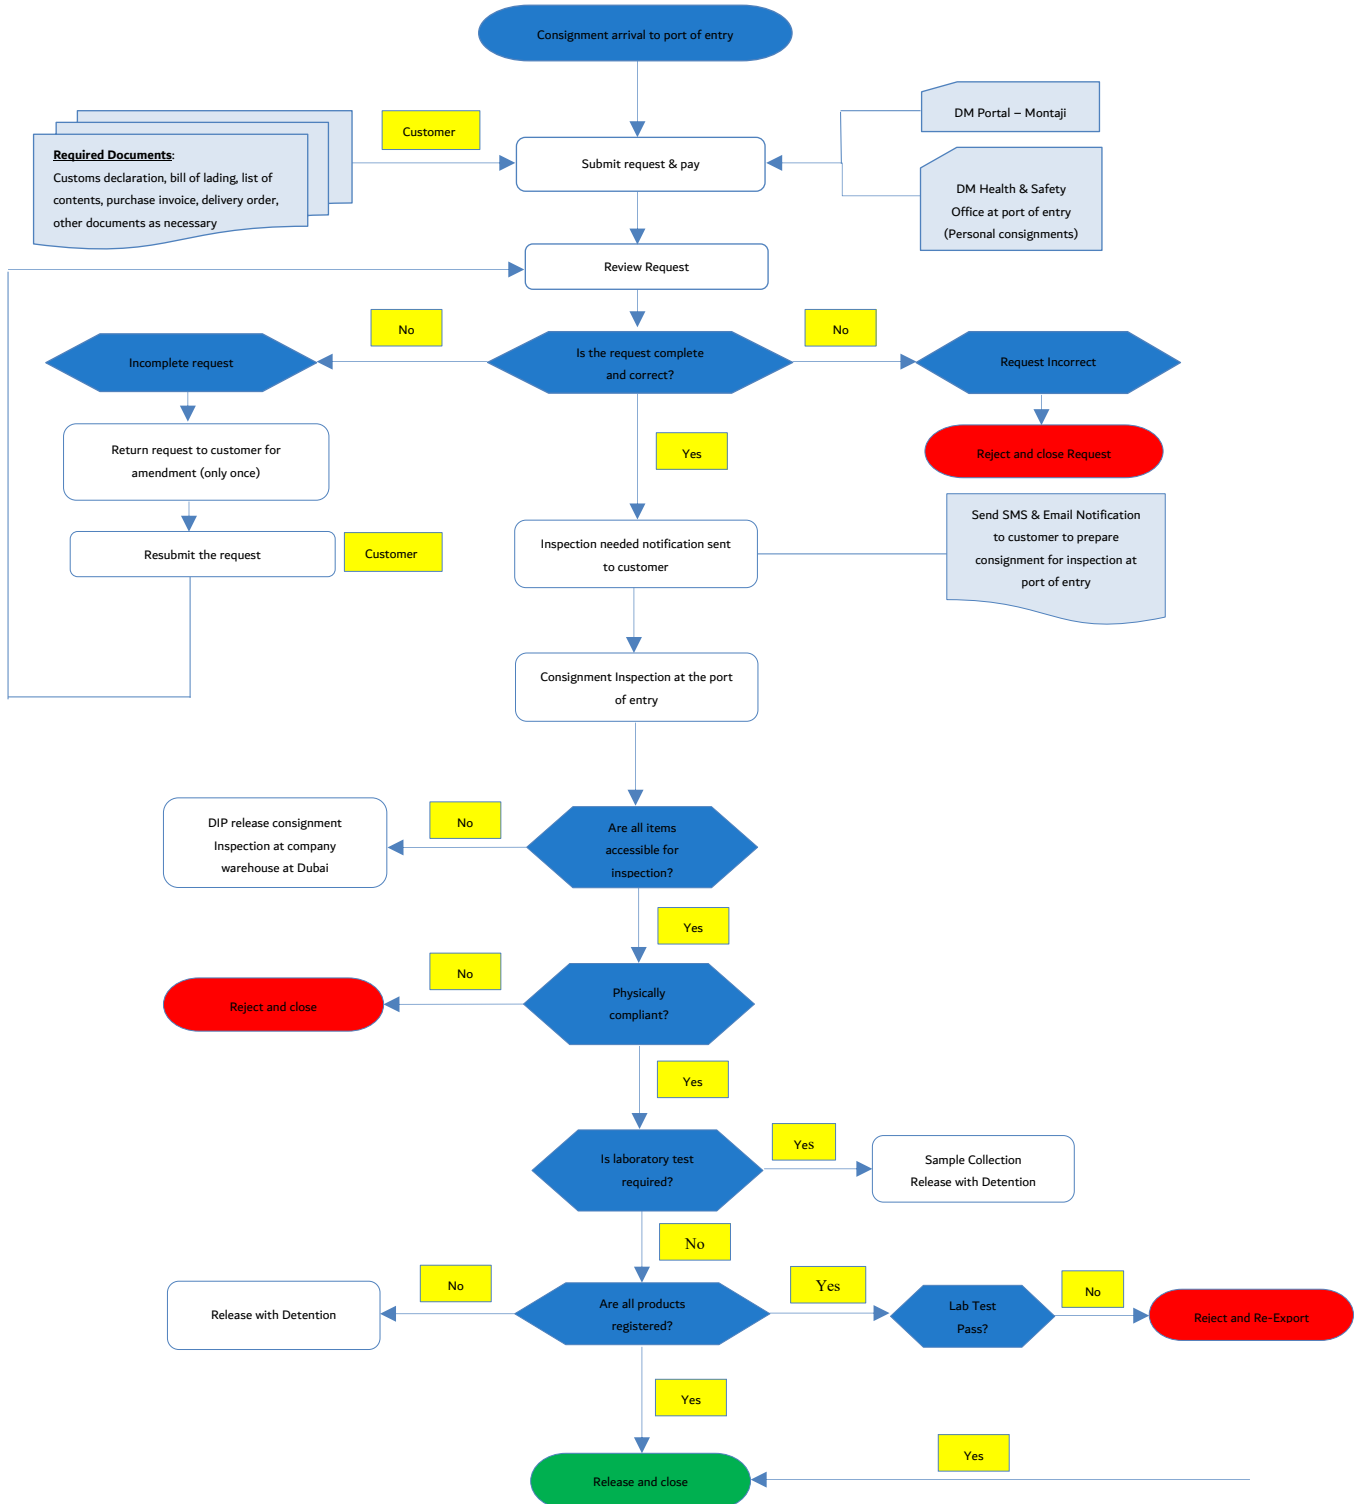 Consignment arrival to port of entry
DM Portal – Montaji
Customer
Required Documents:
Customs declaration, bill of lading, list of
contents, purchase invoice, delivery order,
other documents as necessary
Submit request & pay
DM Health & Safety
Office at port of entry
(Personal consignments)
Review Request
No
No
Incomplete request
Is the request complete
and correct?
Request Incorrect
Return request to customer for
amendment (only once)
Yes
Reject and close Request
Resubmit the request
Customer
Inspection needed notification sent
to customer
Send SMS & Email Notification
to customer to prepare
consignment for inspection at
port of entry
Consignment Inspection at the port
of entry
DIP release consignment
Inspection at company
warehouse at Dubai
No
Are all items
accessible for
inspection?
Yes
No
Reject and close
Physically
compliant?
Yes
Is laboratory test
required?
Yes
Sample Collection
Release with Detention
No
Release with Detention
No
Are all products
registered?
Yes
Lab Test
Pass?
No
Reject and Re-Export
Yes
Yes
Release and close